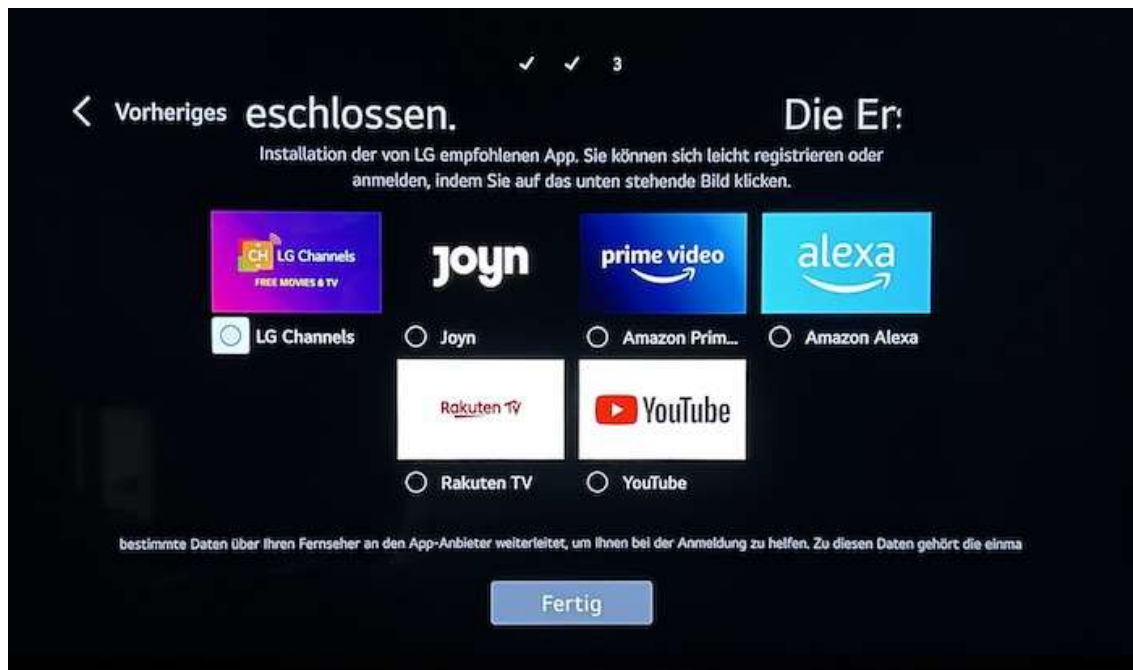 ✓ ✓ 3
Vorheriges
eschlossen. Die Er
Installation der von LG empfohlenen App. Sie können sich leicht registrieren oder
anmelden, indem Sie auf das unten stehende Bild klicken.
CH LG Channels
FREE MOVIES & TV
joyn
prime video
alexa
LG Channels
Joyn
Amazon Prim...
Amazon Alexa
Rakuten TV
YouTube
Rakuten TV
YouTube
bestimmte Daten über Ihren Fernseher an den App-Anbieter weiterleitet, um Ihnen bei der Anmeldung zu helfen. Zu diesen Daten gehört die einma
Fertig